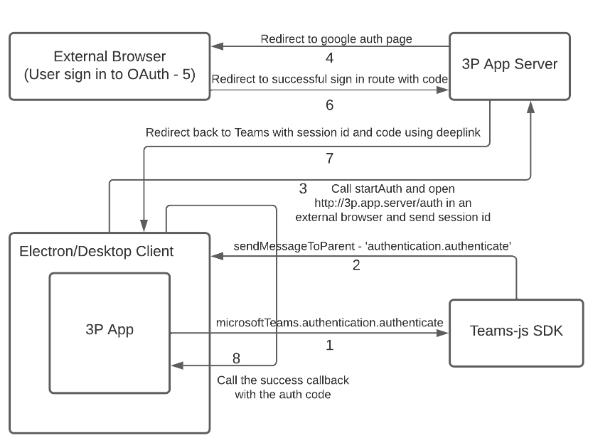 Redirect to google auth page
4
External Browser
(User sign in to OAuth - 5)
3P App Server
Redirect to successful sign in route with code
6
Redirect back to Teams with session id and code using deeplink
7
3
Call startAuth and open
http://3p.app.server/auth in an
external browser and send session id
Electron/Desktop Client
sendMessageToParent - 'authentication.authenticate'
2
3P App
microsoftTeams.authentication.authenticate
1
Teams-js SDK
8
Call the success callback
with the auth code